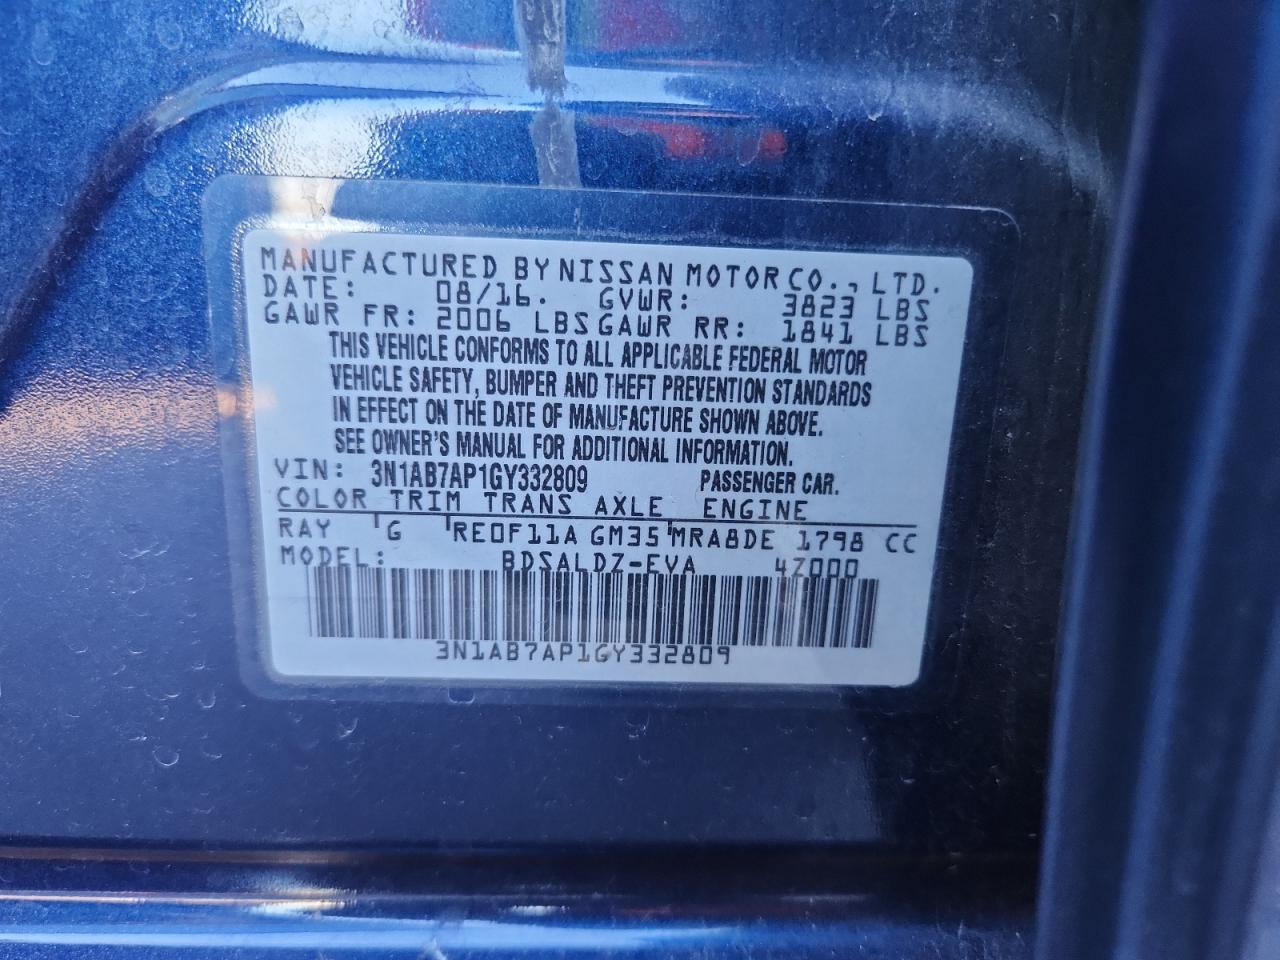 MANUFACTURED BY NISSAN MOTOR CO., LTD.
DATE: 08/16. GVWR: 3823 LBS
GAWR FR: 2006 LBS GAWR RR: 1841 LBS
THIS VEHICLE CONFORMS TO ALL APPLICABLE FEDERAL MOTOR
VEHICLE SAFETY, BUMPER AND THEFT PREVENTION STANDARDS
IN EFFECT ON THE DATE OF MANUFACTURE SHOWN ABOVE.
SEE OWNER'S MANUAL FOR ADDITIONAL INFORMATION.
VIN: 3N1AB7AP1GY332809 PASSENGER CAR.
COLOR TRIM TRANS AXLE ENGINE
RAY G RE0F11A GM35 MRA8DE 1798 CC
MODEL: BDSALDZ-EVA 4Z000
3N1AB7AP1GY332809